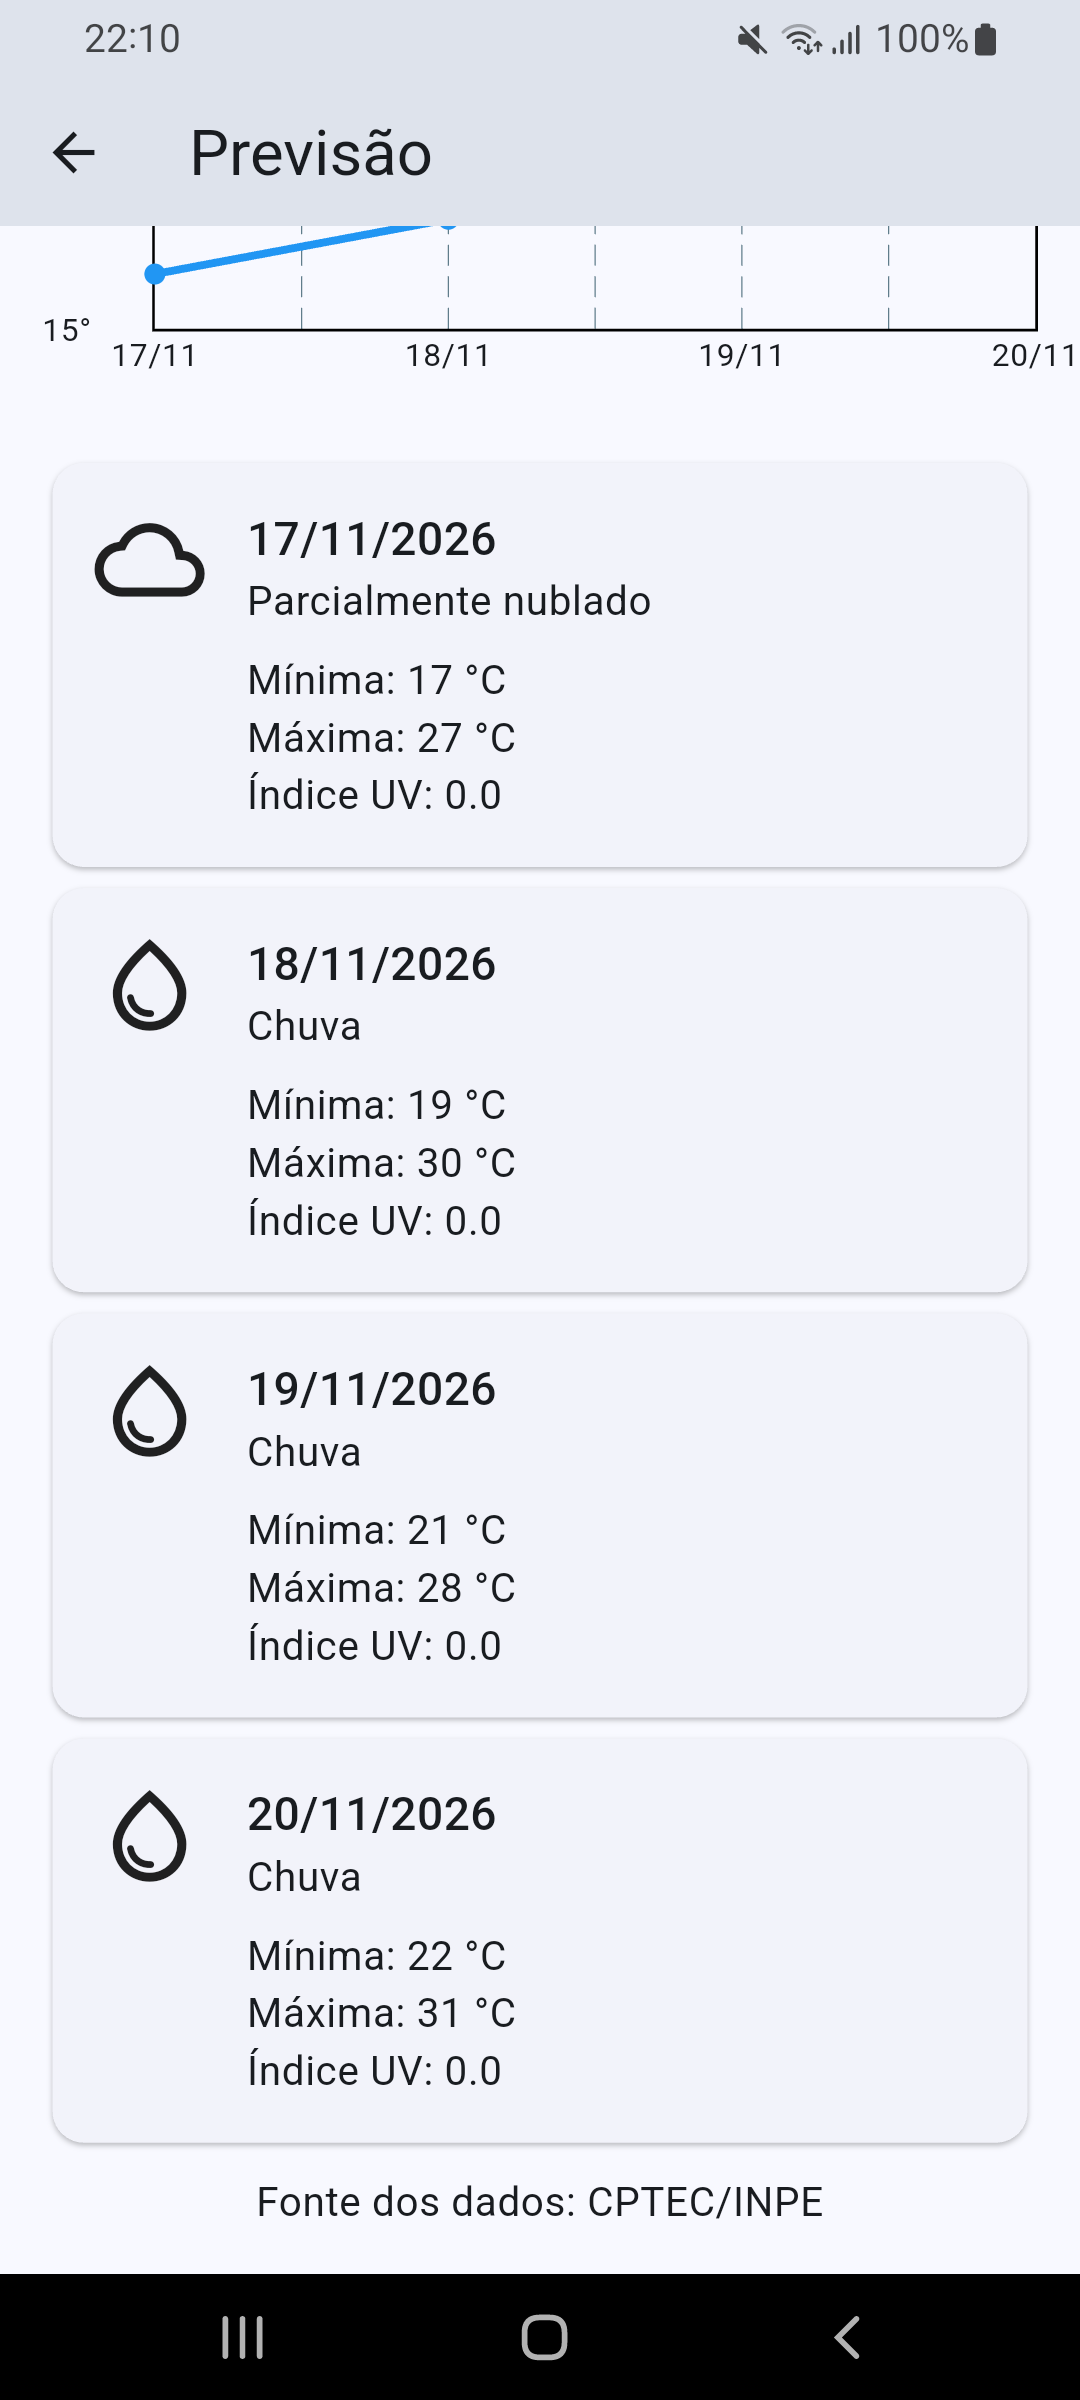 22:10
100%
Previsão
15°
17/11
18/11
19/11
20/11
17/11/2026
Parcialmente nublado
Mínima: 17 °C
Máxima: 27 °C
Índice UV: 0.0
18/11/2026
Chuva
Mínima: 19 °C
Máxima: 30 °C
Índice UV: 0.0
19/11/2026
Chuva
Mínima: 21 °C
Máxima: 28 °C
Índice UV: 0.0
20/11/2026
Chuva
Mínima: 22 °C
Máxima: 31 °C
Índice UV: 0.0
Fonte dos dados: CPTEC/INPE